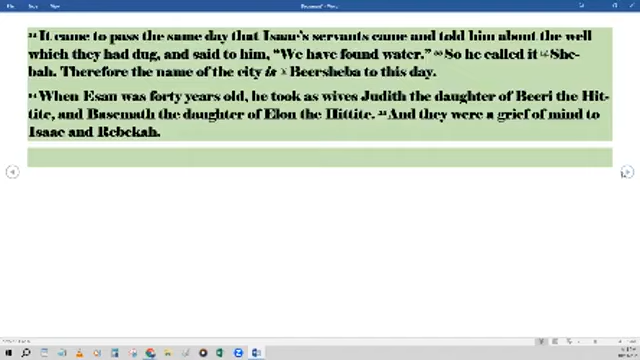 It came to pass the same day that Isaac's servants came and told him about the well
which they had dug, and said to him, “We have found water.” So he called it She-
bah. Therefore the name of the city is Beersheba to this day.
When Esau was forty years old, he took as wives Judith the daughter of Beeri the Hit-
tite, and Basemath the daughter of Elon the Hittite. And they were a grief of mind to
Isaac and Rebekah.